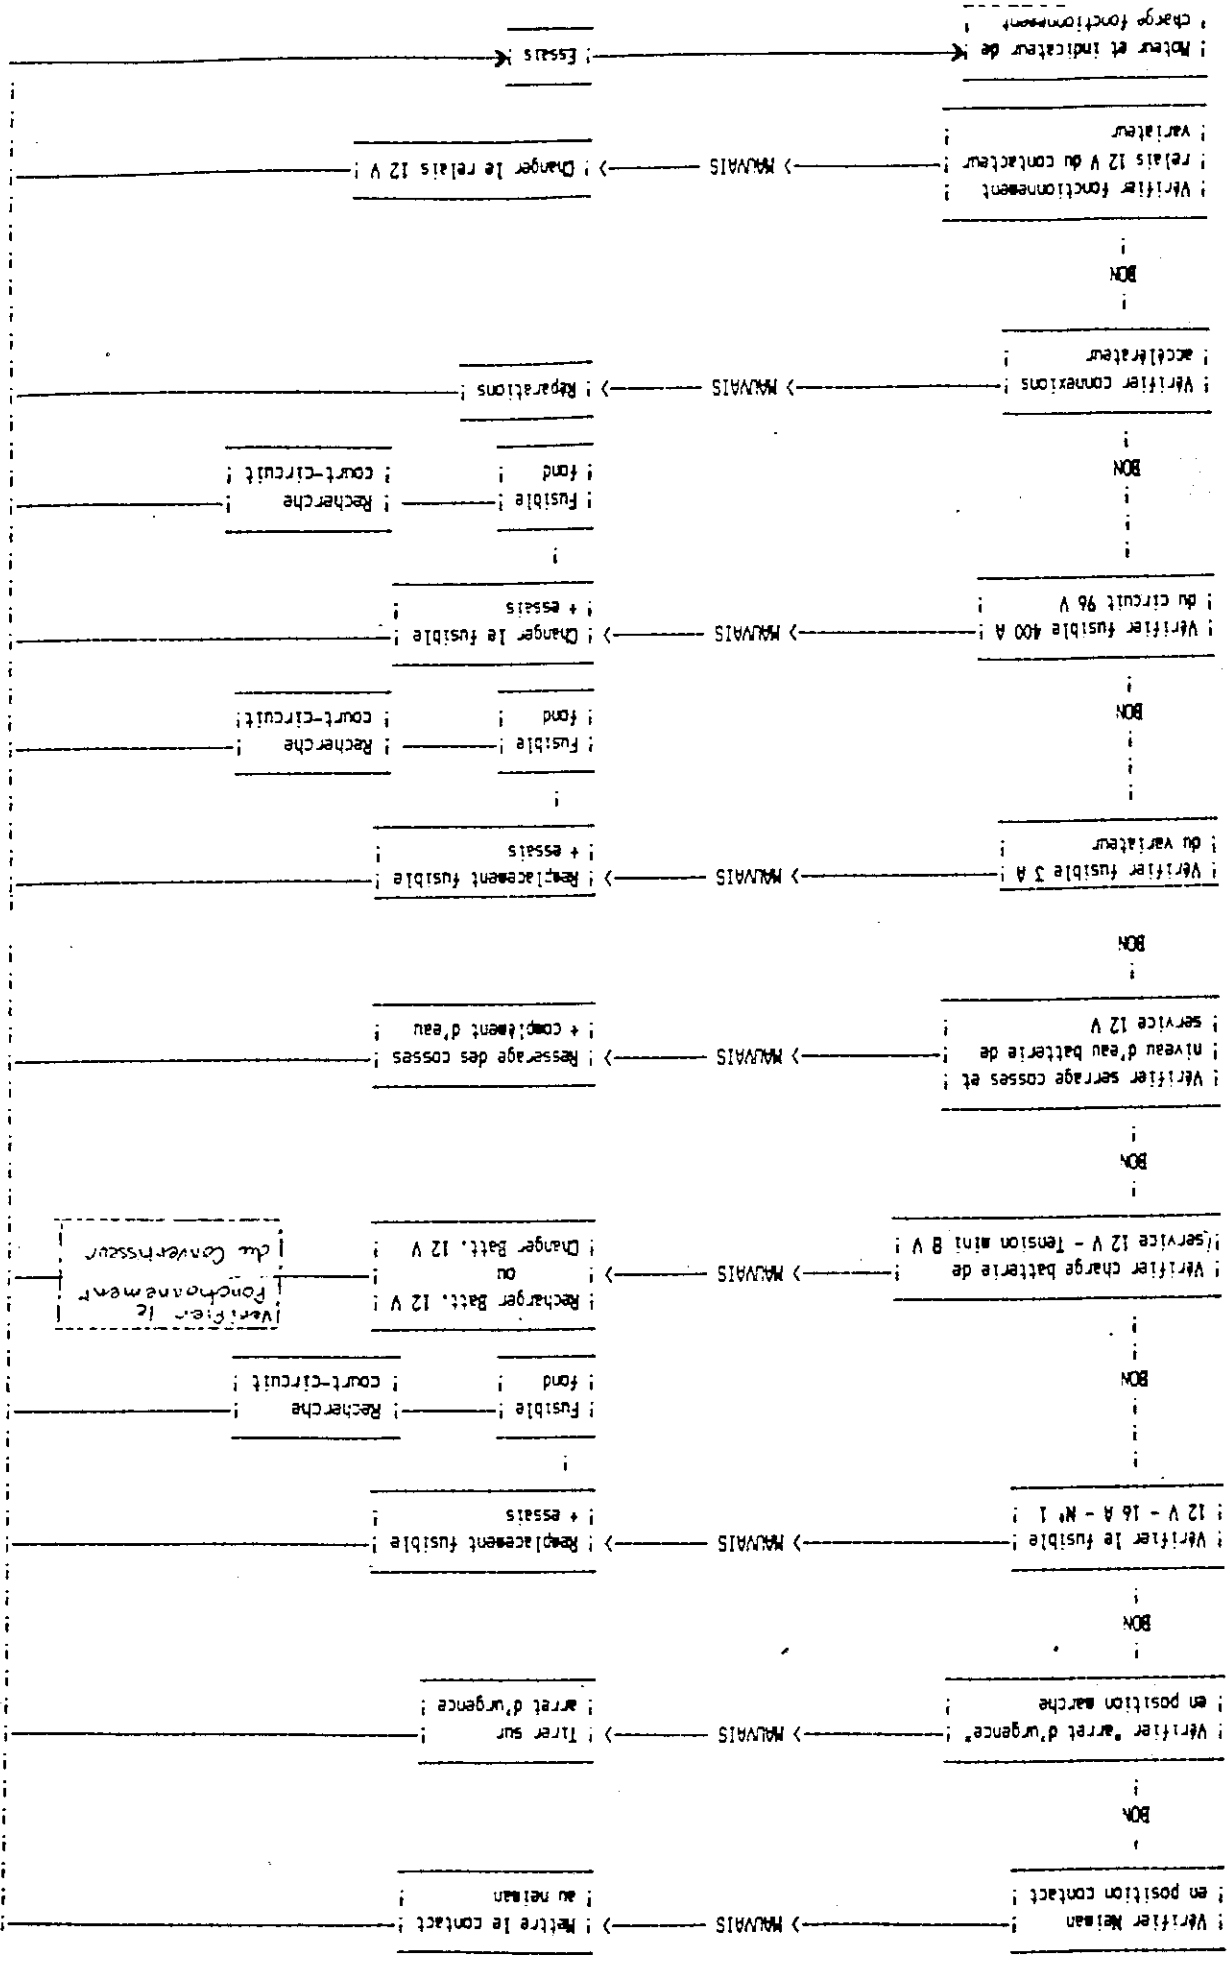 Vérifier Neiman
en position contact
MAUVAIS
Mettre le contact
au neiman
BON
Vérifier "arret d'urgence"
en position marche
MAUVAIS
Tirer sur
arret d'urgence
BON
Vérifier le fusible
12 V - 16 A - N° 1
MAUVAIS
Remplacement fusible
+ essais
Fusible
fond
Recherche
court-circuit
BON
Vérifier charge batterie de
service 12 V - Tension mini 8 V
MAUVAIS
Recharger Batt. 12 V
ou
Changer Batt. 12 V
Vérifier le
Fonctionnement
du Convertisseur
BON
Vérifier serrage cosses et
niveau d'eau batterie de
service 12 V
MAUVAIS
Resserage des cosses
+ complément d'eau
BON
Vérifier fusible 3 A
du variateur
MAUVAIS
Remplacement fusible
+ essais
Fusible
fond
Recherche
court-circuit
BON
Vérifier fusible 400 A
du circuit 96 V
MAUVAIS
Changer le fusible
+ essais
Fusible
fond
Recherche
court-circuit
BON
Vérifier connexions
accélérateur
MAUVAIS
Réparations
BON
Vérifier fonctionnement
relais 12 V du contacteur
variateur
MAUVAIS
Changer le relais 12 V
Moteur et indicateur de
charge fonctionnent
Essais